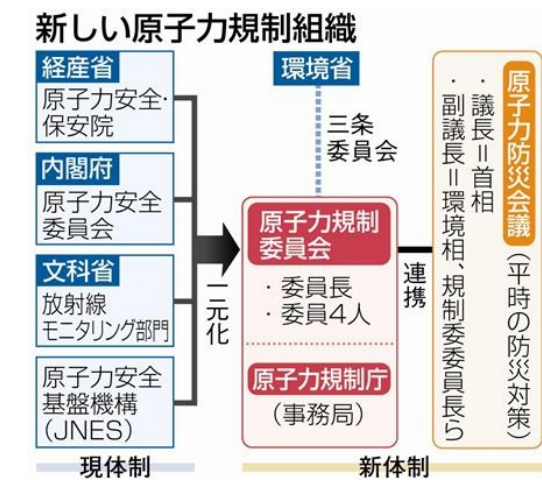 新しい原子力規制組織
経産省
原子力安全・
保安院
内閣府
原子力安全
委員会
文科省
放射線
モニタリング部門
原子力安全
基盤機構
(JNES)
現体制
一元化
環境省
三条
委員会
原子力規制
委員会
・委員長
・委員4人
原子力規制庁
(事務局)
連携
原子力防災会議(平時の防災対策)
・議長=首相
・副議長=環境相、規制委委員長ら
新体制